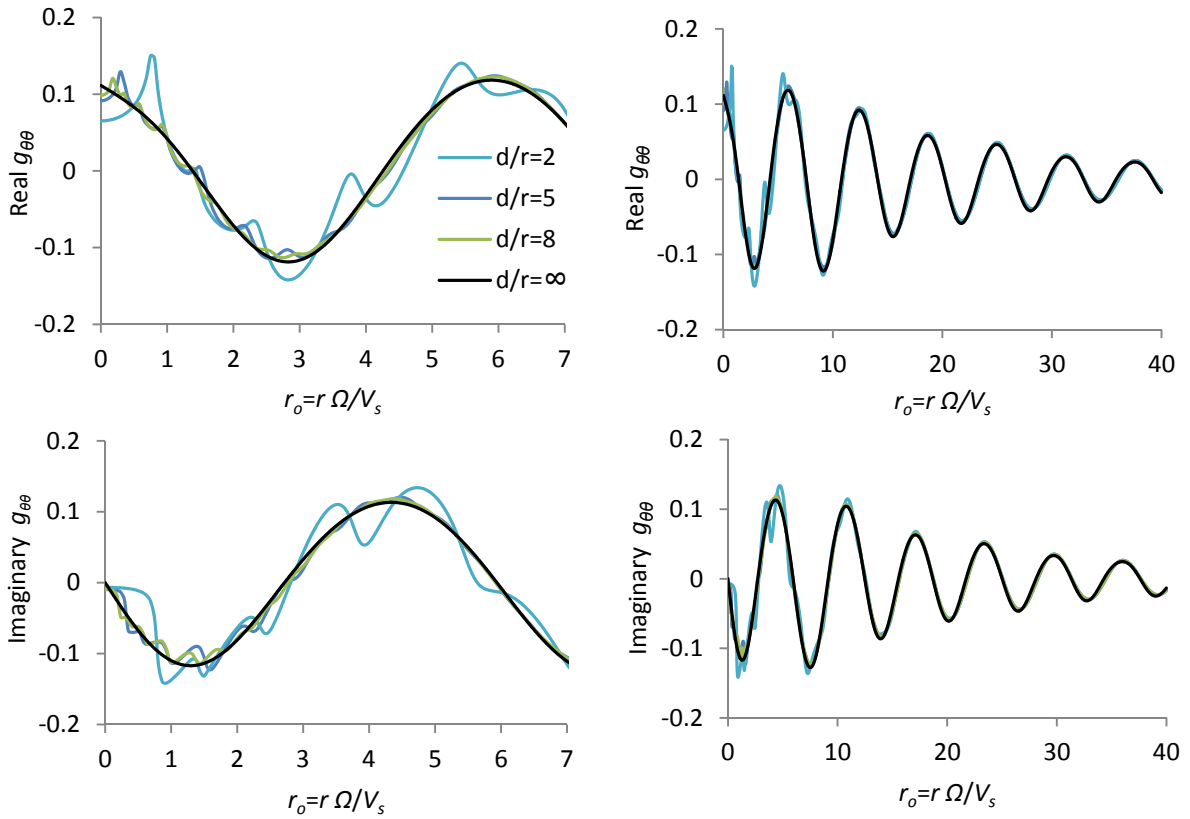 0.2
0.1
0
-0.1
-0.2
Real gθθ
0 1 2 3 4 5 6 7
rₒ=r Ω/Vₛ
d/r=2
d/r=5
d/r=8
d/r=∞
0.2
0.1
0
-0.1
-0.2
Real gθθ
0 10 20 30 40
rₒ=r Ω/Vₛ
0.2
0.1
0
-0.1
-0.2
Imaginary gθθ
0 1 2 3 4 5 6 7
rₒ=r Ω/Vₛ
0.2
0.1
0
-0.1
-0.2
Imaginary gθθ
0 10 20 30 40
rₒ=r Ω/Vₛ